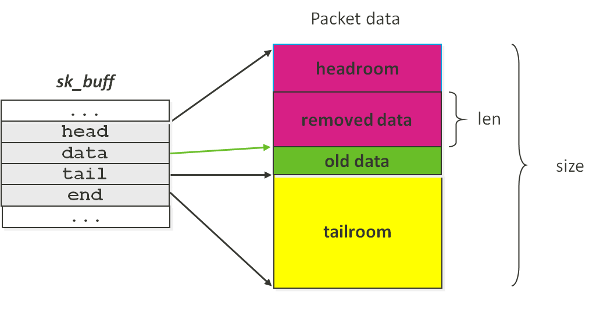 Packet data
sk_buff
...
head
data
tail
end
...
headroom
removed data
old data
tailroom
len
size